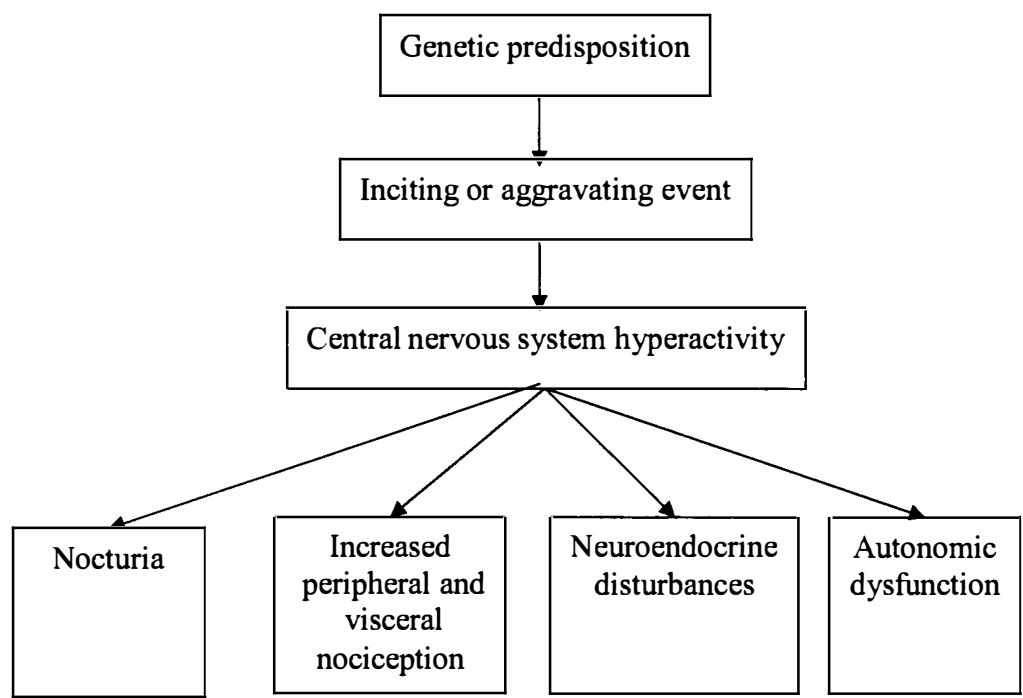 Genetic predisposition
Inciting or aggravating event
Central nervous system hyperactivity
Nocturia
Increased
peripheral and
visceral
nociception
Neuroendocrine
disturbances
Autonomic
dysfunction